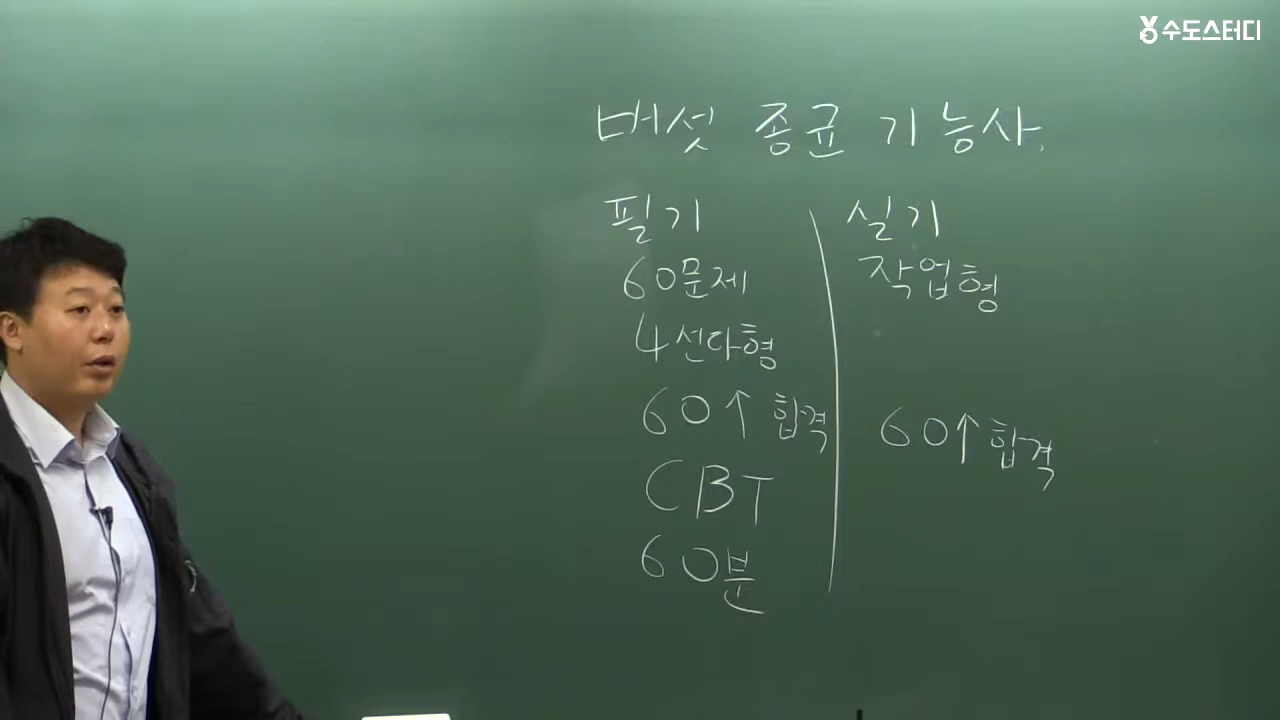 수도스터디
버섯 종균 기능사.
필기
60문제
4선다형
60↑ 합격
CBT
60분
실기
작업형
60↑ 합격